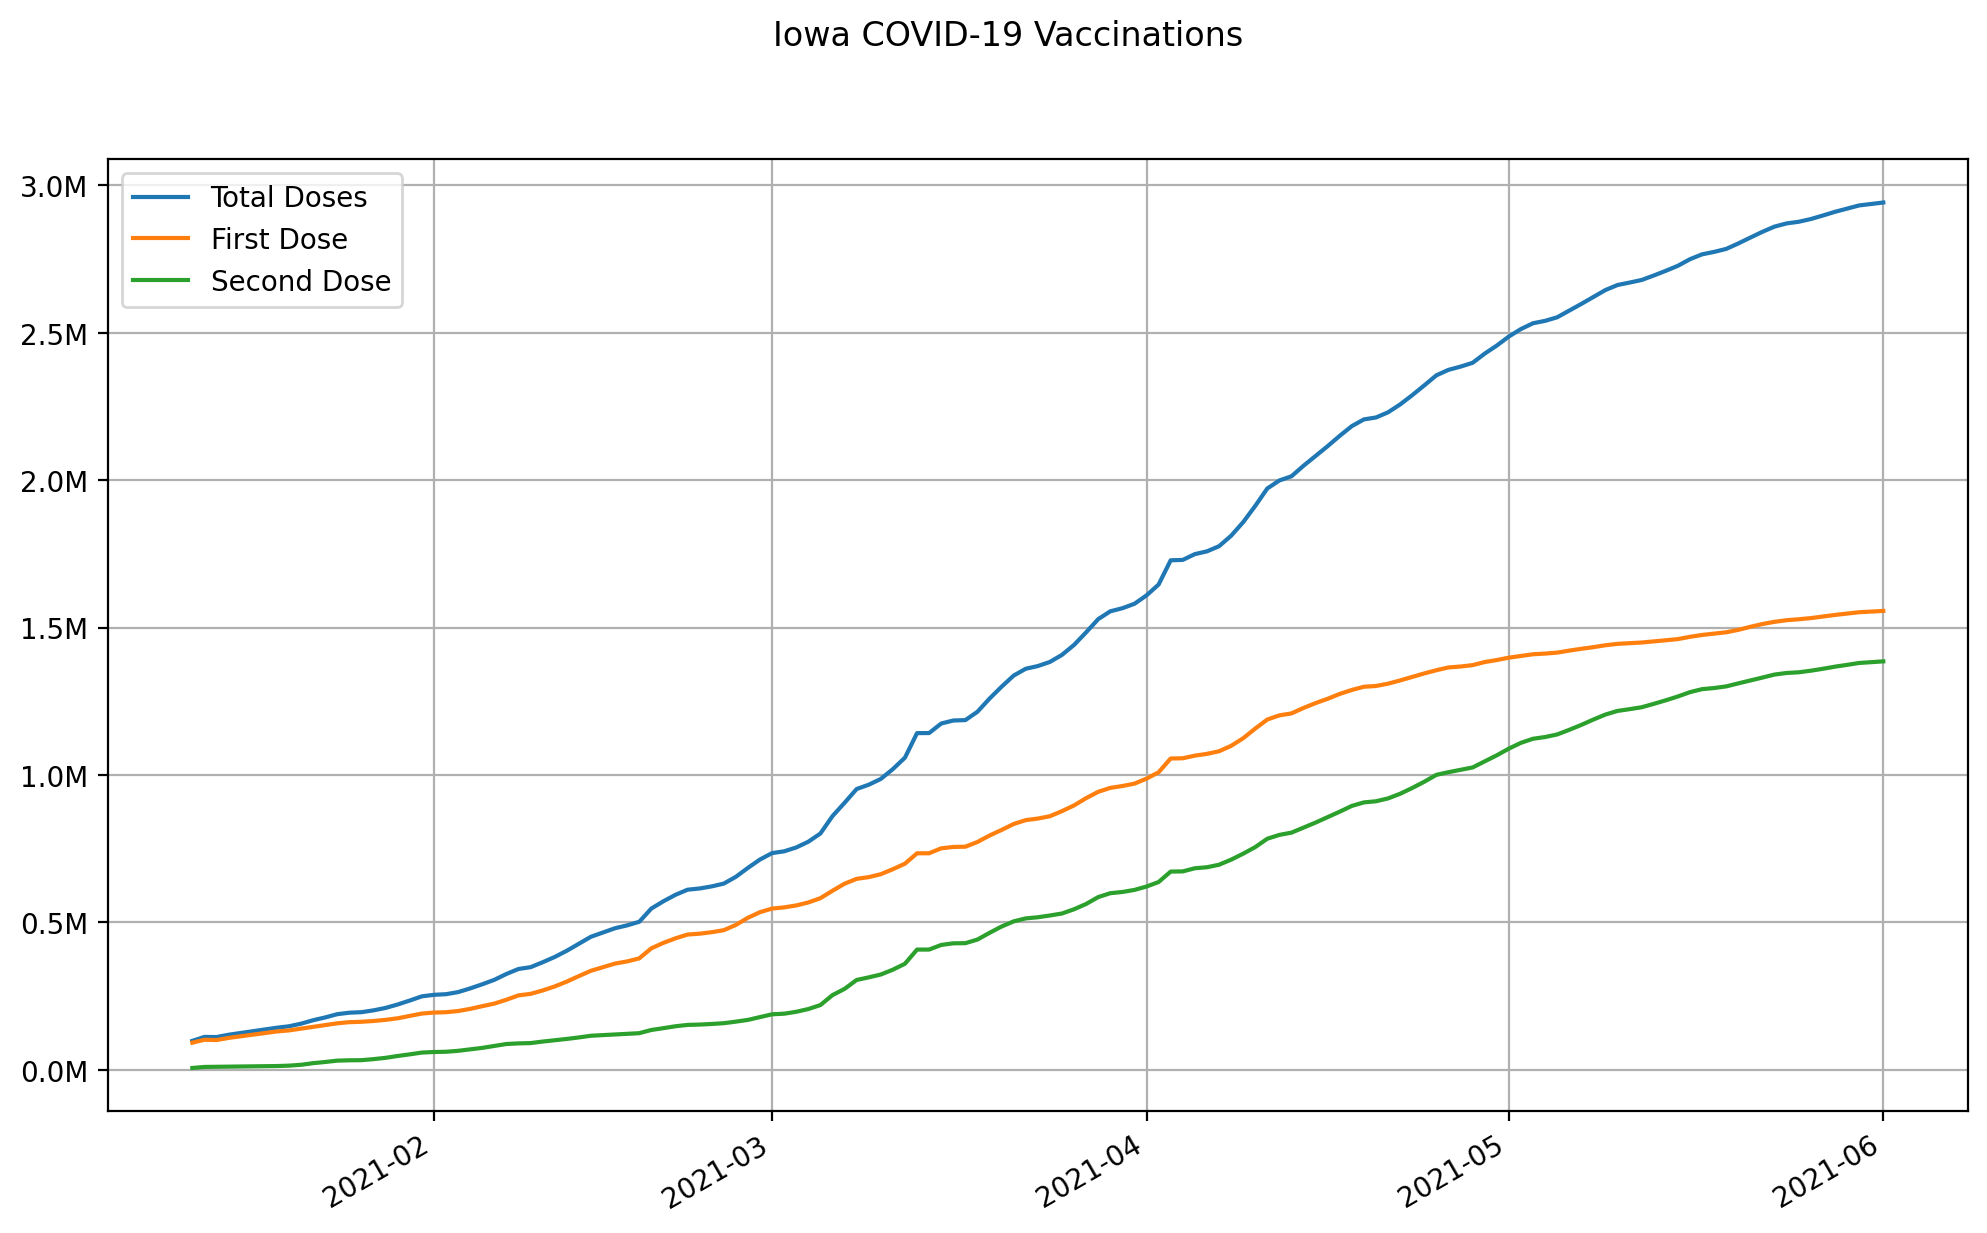 Iowa COVID-19 Vaccinations
Total Doses
First Dose
Second Dose
3.0M
2.5M
2.0M
1.5M
1.0M
0.5M
0.0M
2021-02
2021-03
2021-04
2021-05
2021-06